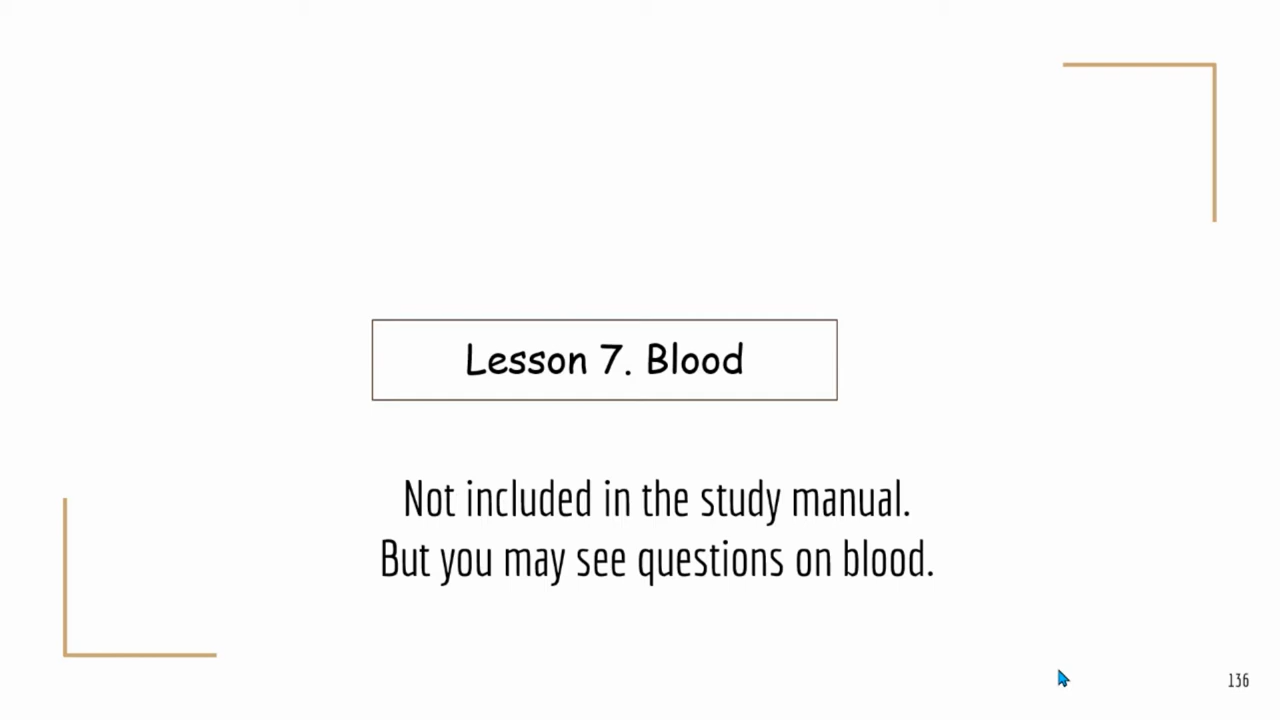 Lesson 7. Blood
Not included in the study manual.
But you may see questions on blood.
136